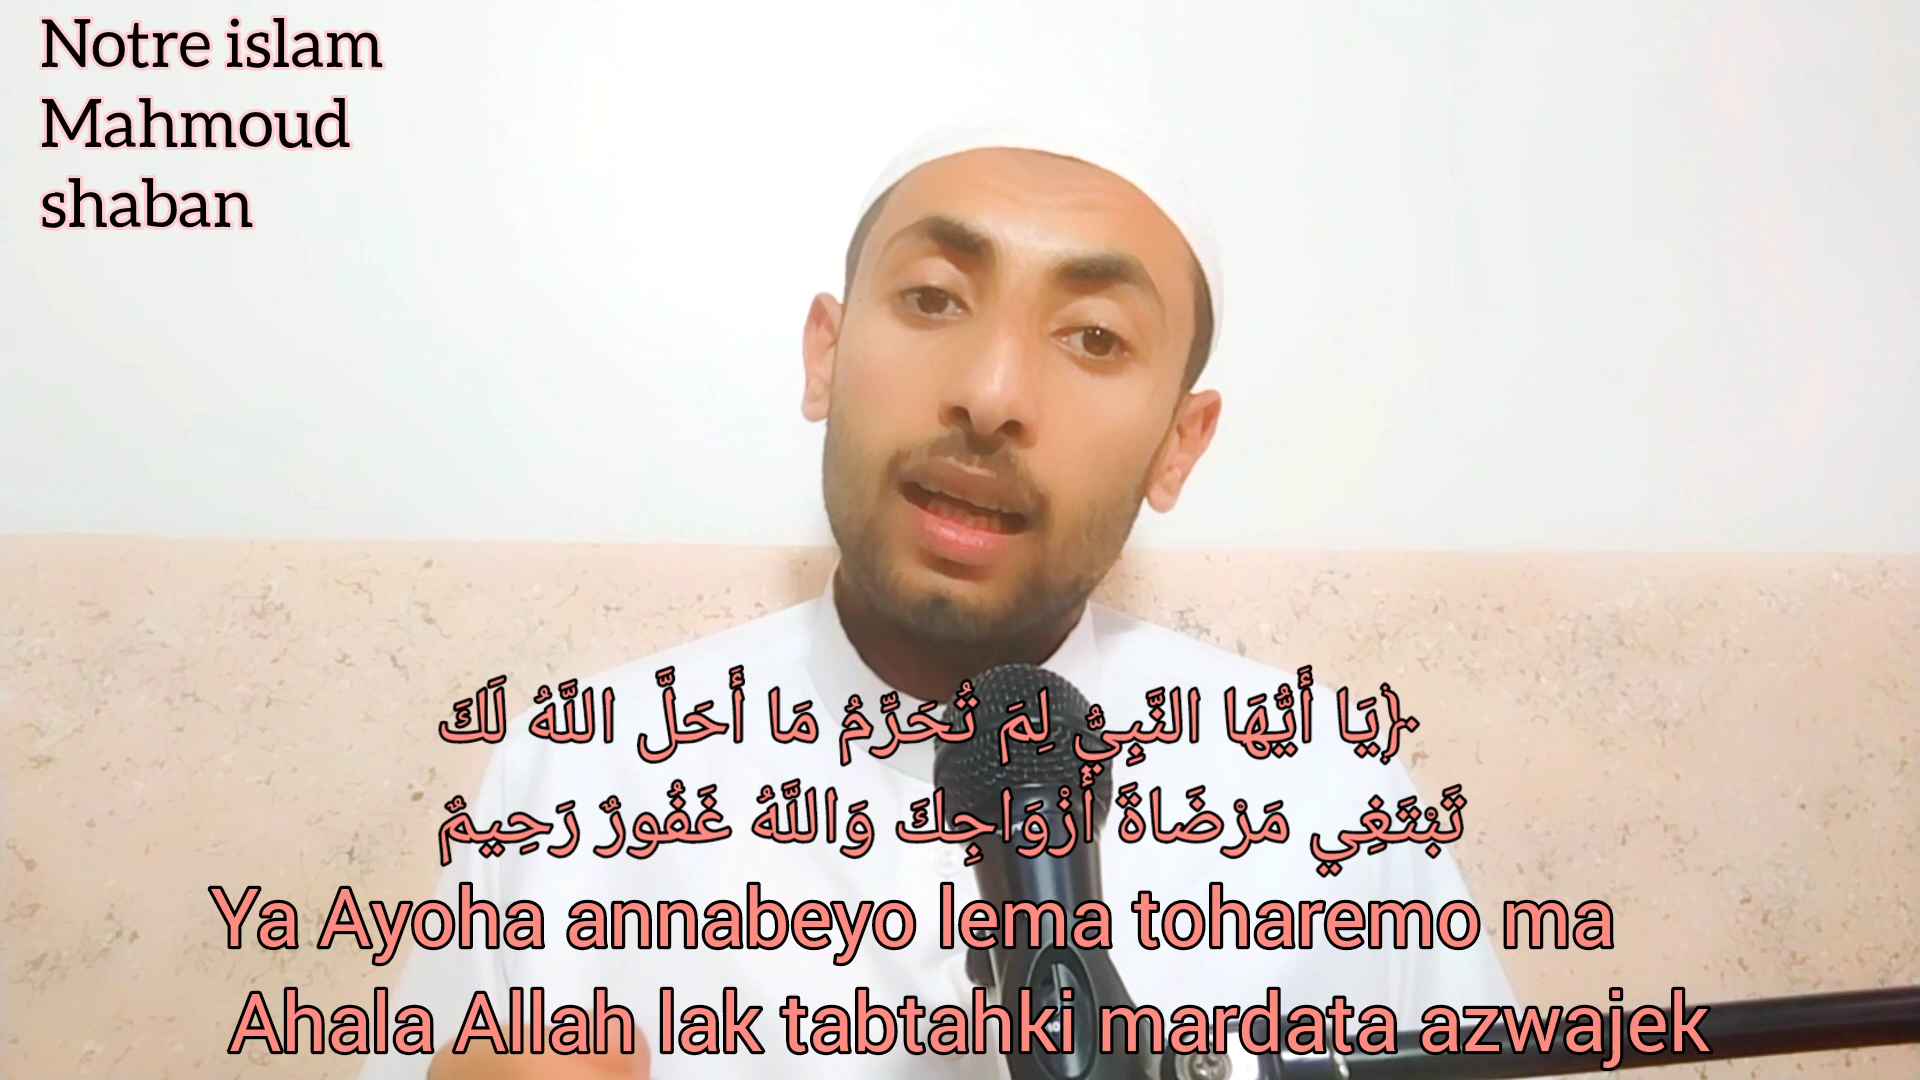 Notre islam
Mahmoud
shaban
﴿يَا أَيُّهَا النَّبِيُّ لِمَ تُحَرِّمُ مَا أَحَلَّ اللَّهُ لَكَ
تَبْتَغِي مَرْضَاةَ أَزْوَاجِكَ وَاللَّهُ غَفُورٌ رَحِيمٌ
Ya Ayoha annabeyo lema toharemo ma
Ahala Allah lak tabtahki mardata azwajek